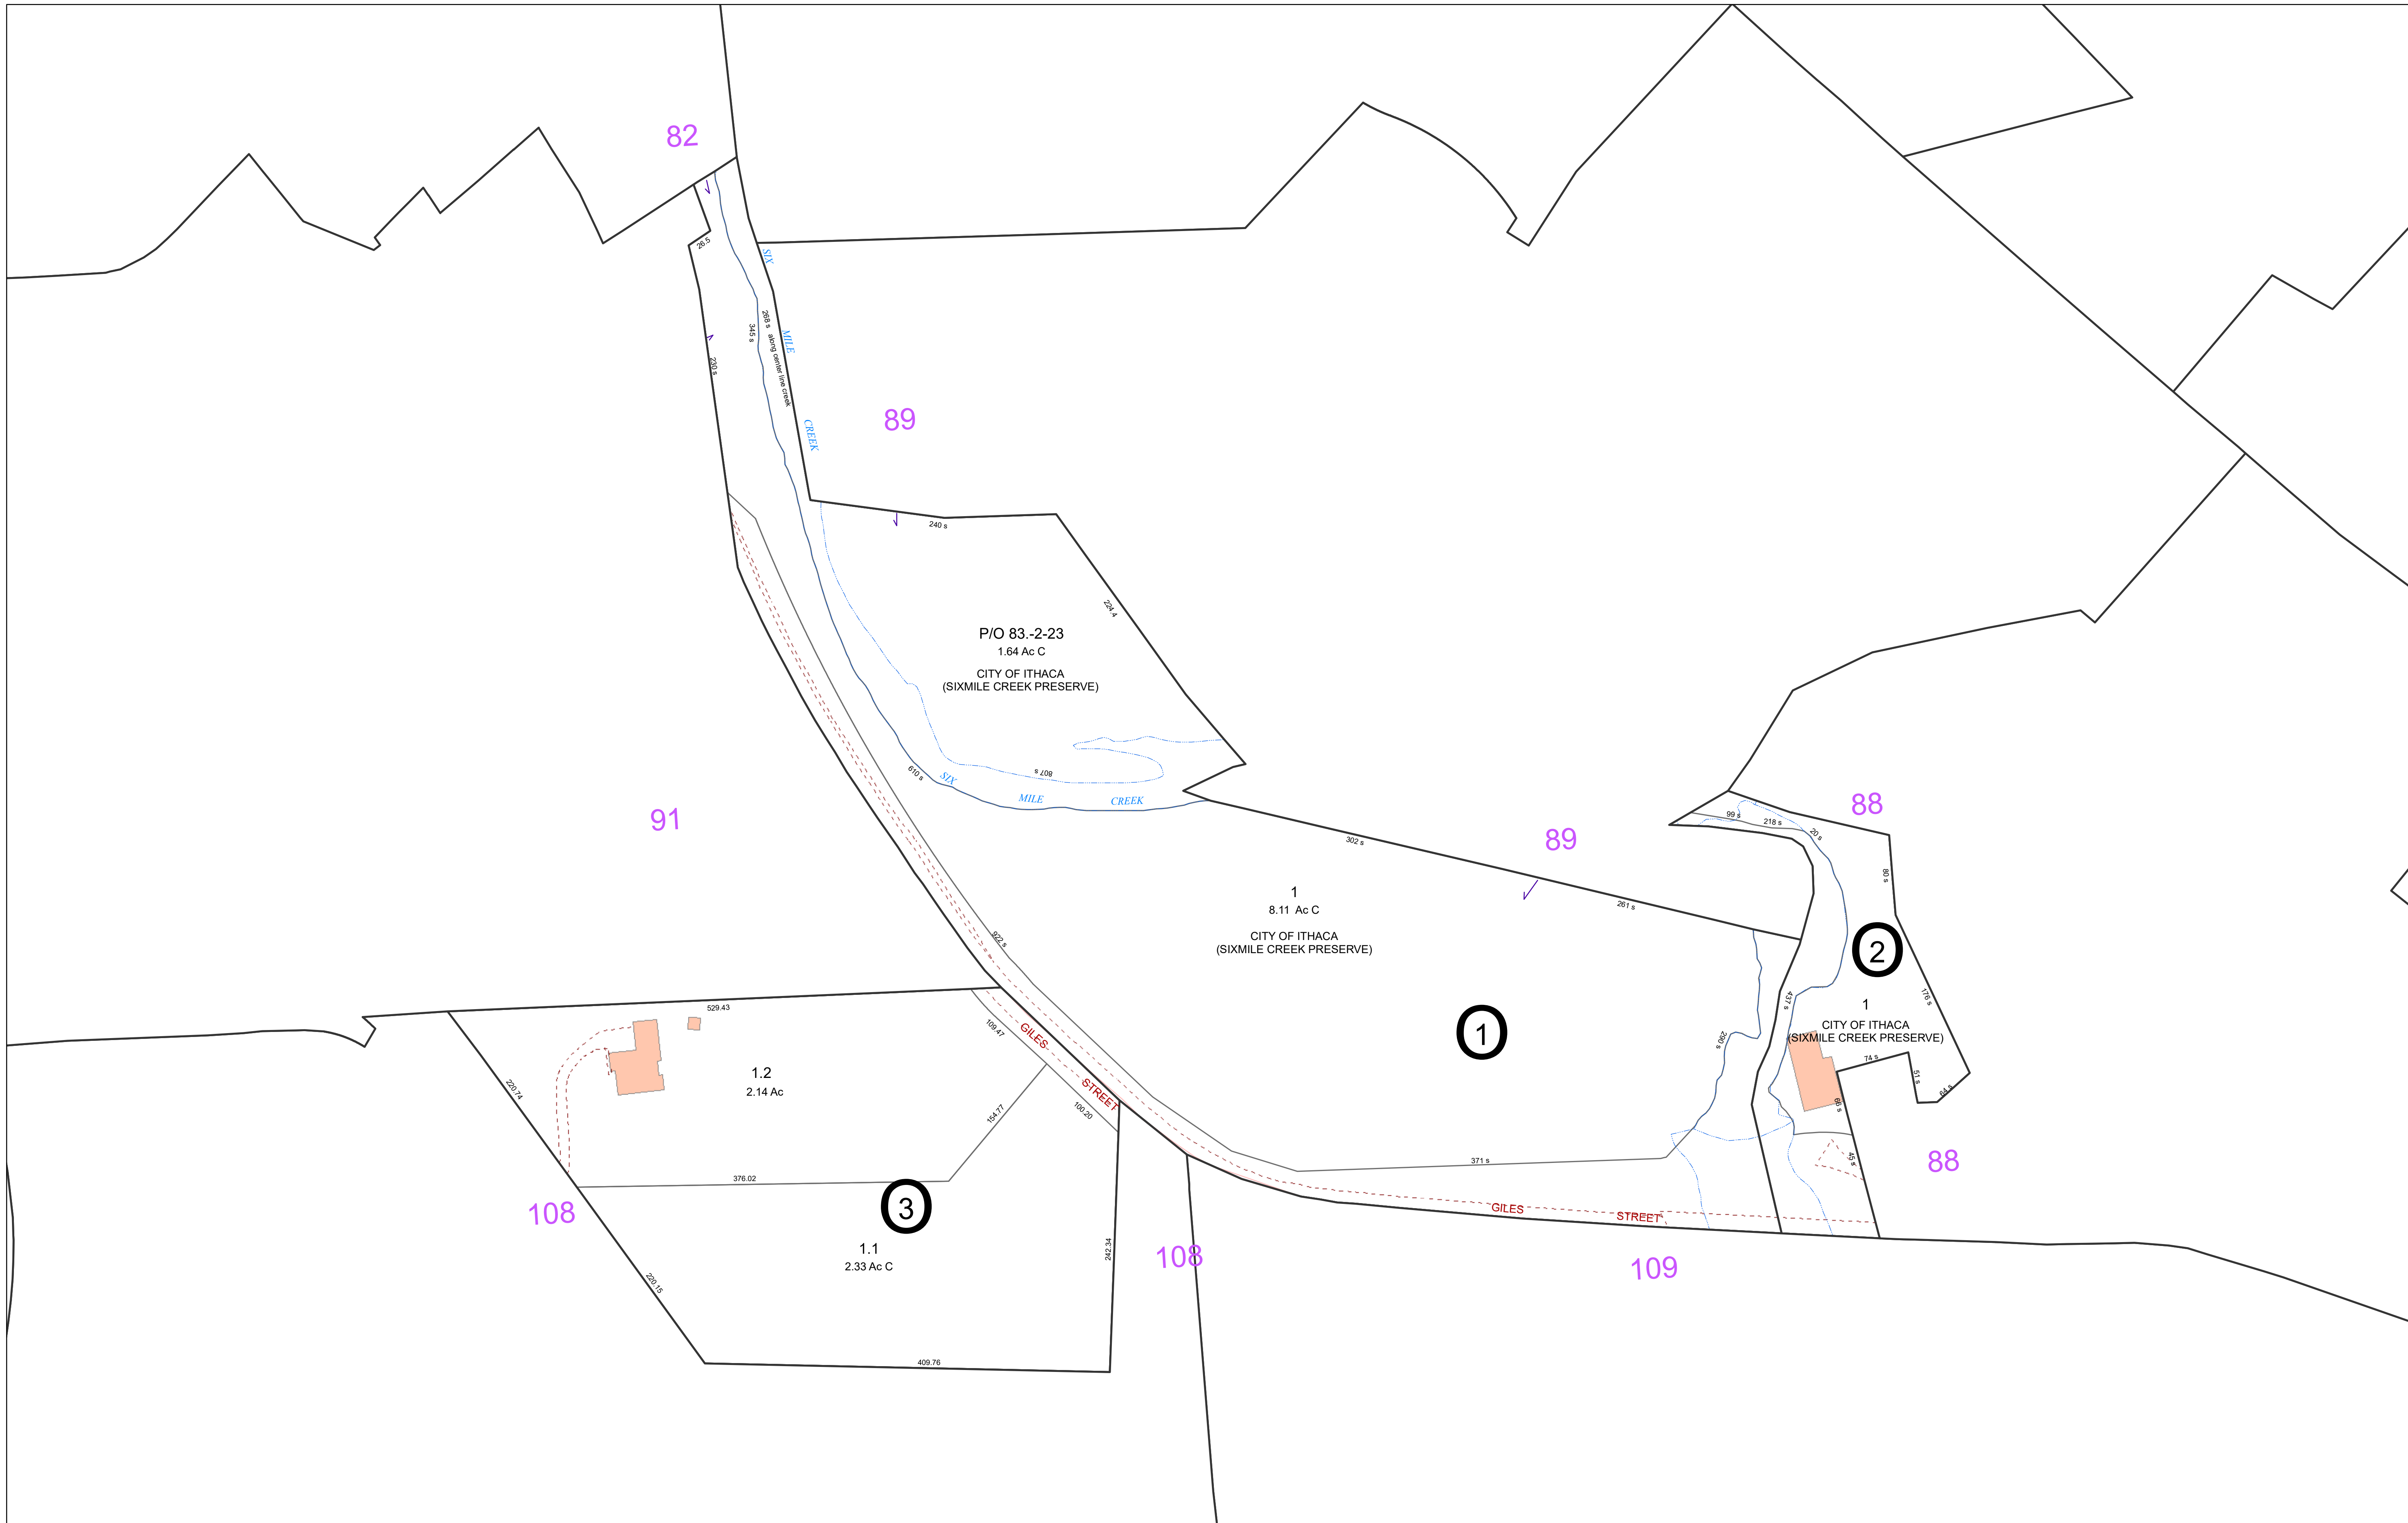 82
26.5
SIX
268 s along center line creek
345 s
MILE
230 s
89
CREEK
240 s
224.4
P/O 83.-2-23
1.64 Ac C
CITY OF ITHACA
(SIXMILE CREEK PRESERVE)
807 s
610 s
SIX
MILE
CREEK
91
88
99 s
218 s
20 s
89
302 s
80 s
1
8.11 Ac C
261 s
CITY OF ITHACA
(SIXMILE CREEK PRESERVE)
922 s
2
176 s
437 s
1
CITY OF ITHACA
(SIXMILE CREEK PRESERVE)
529.43
109.47
GILES
1
290 s
74 s
51 s
64 s
66 s
1.2
2.14 Ac
220.74
STREET
100.20
154.77
45 s
88
371 s
376.02
3
108
GILES
STREET
1.1
2.33 Ac C
242.34
108
109
220.15
409.76